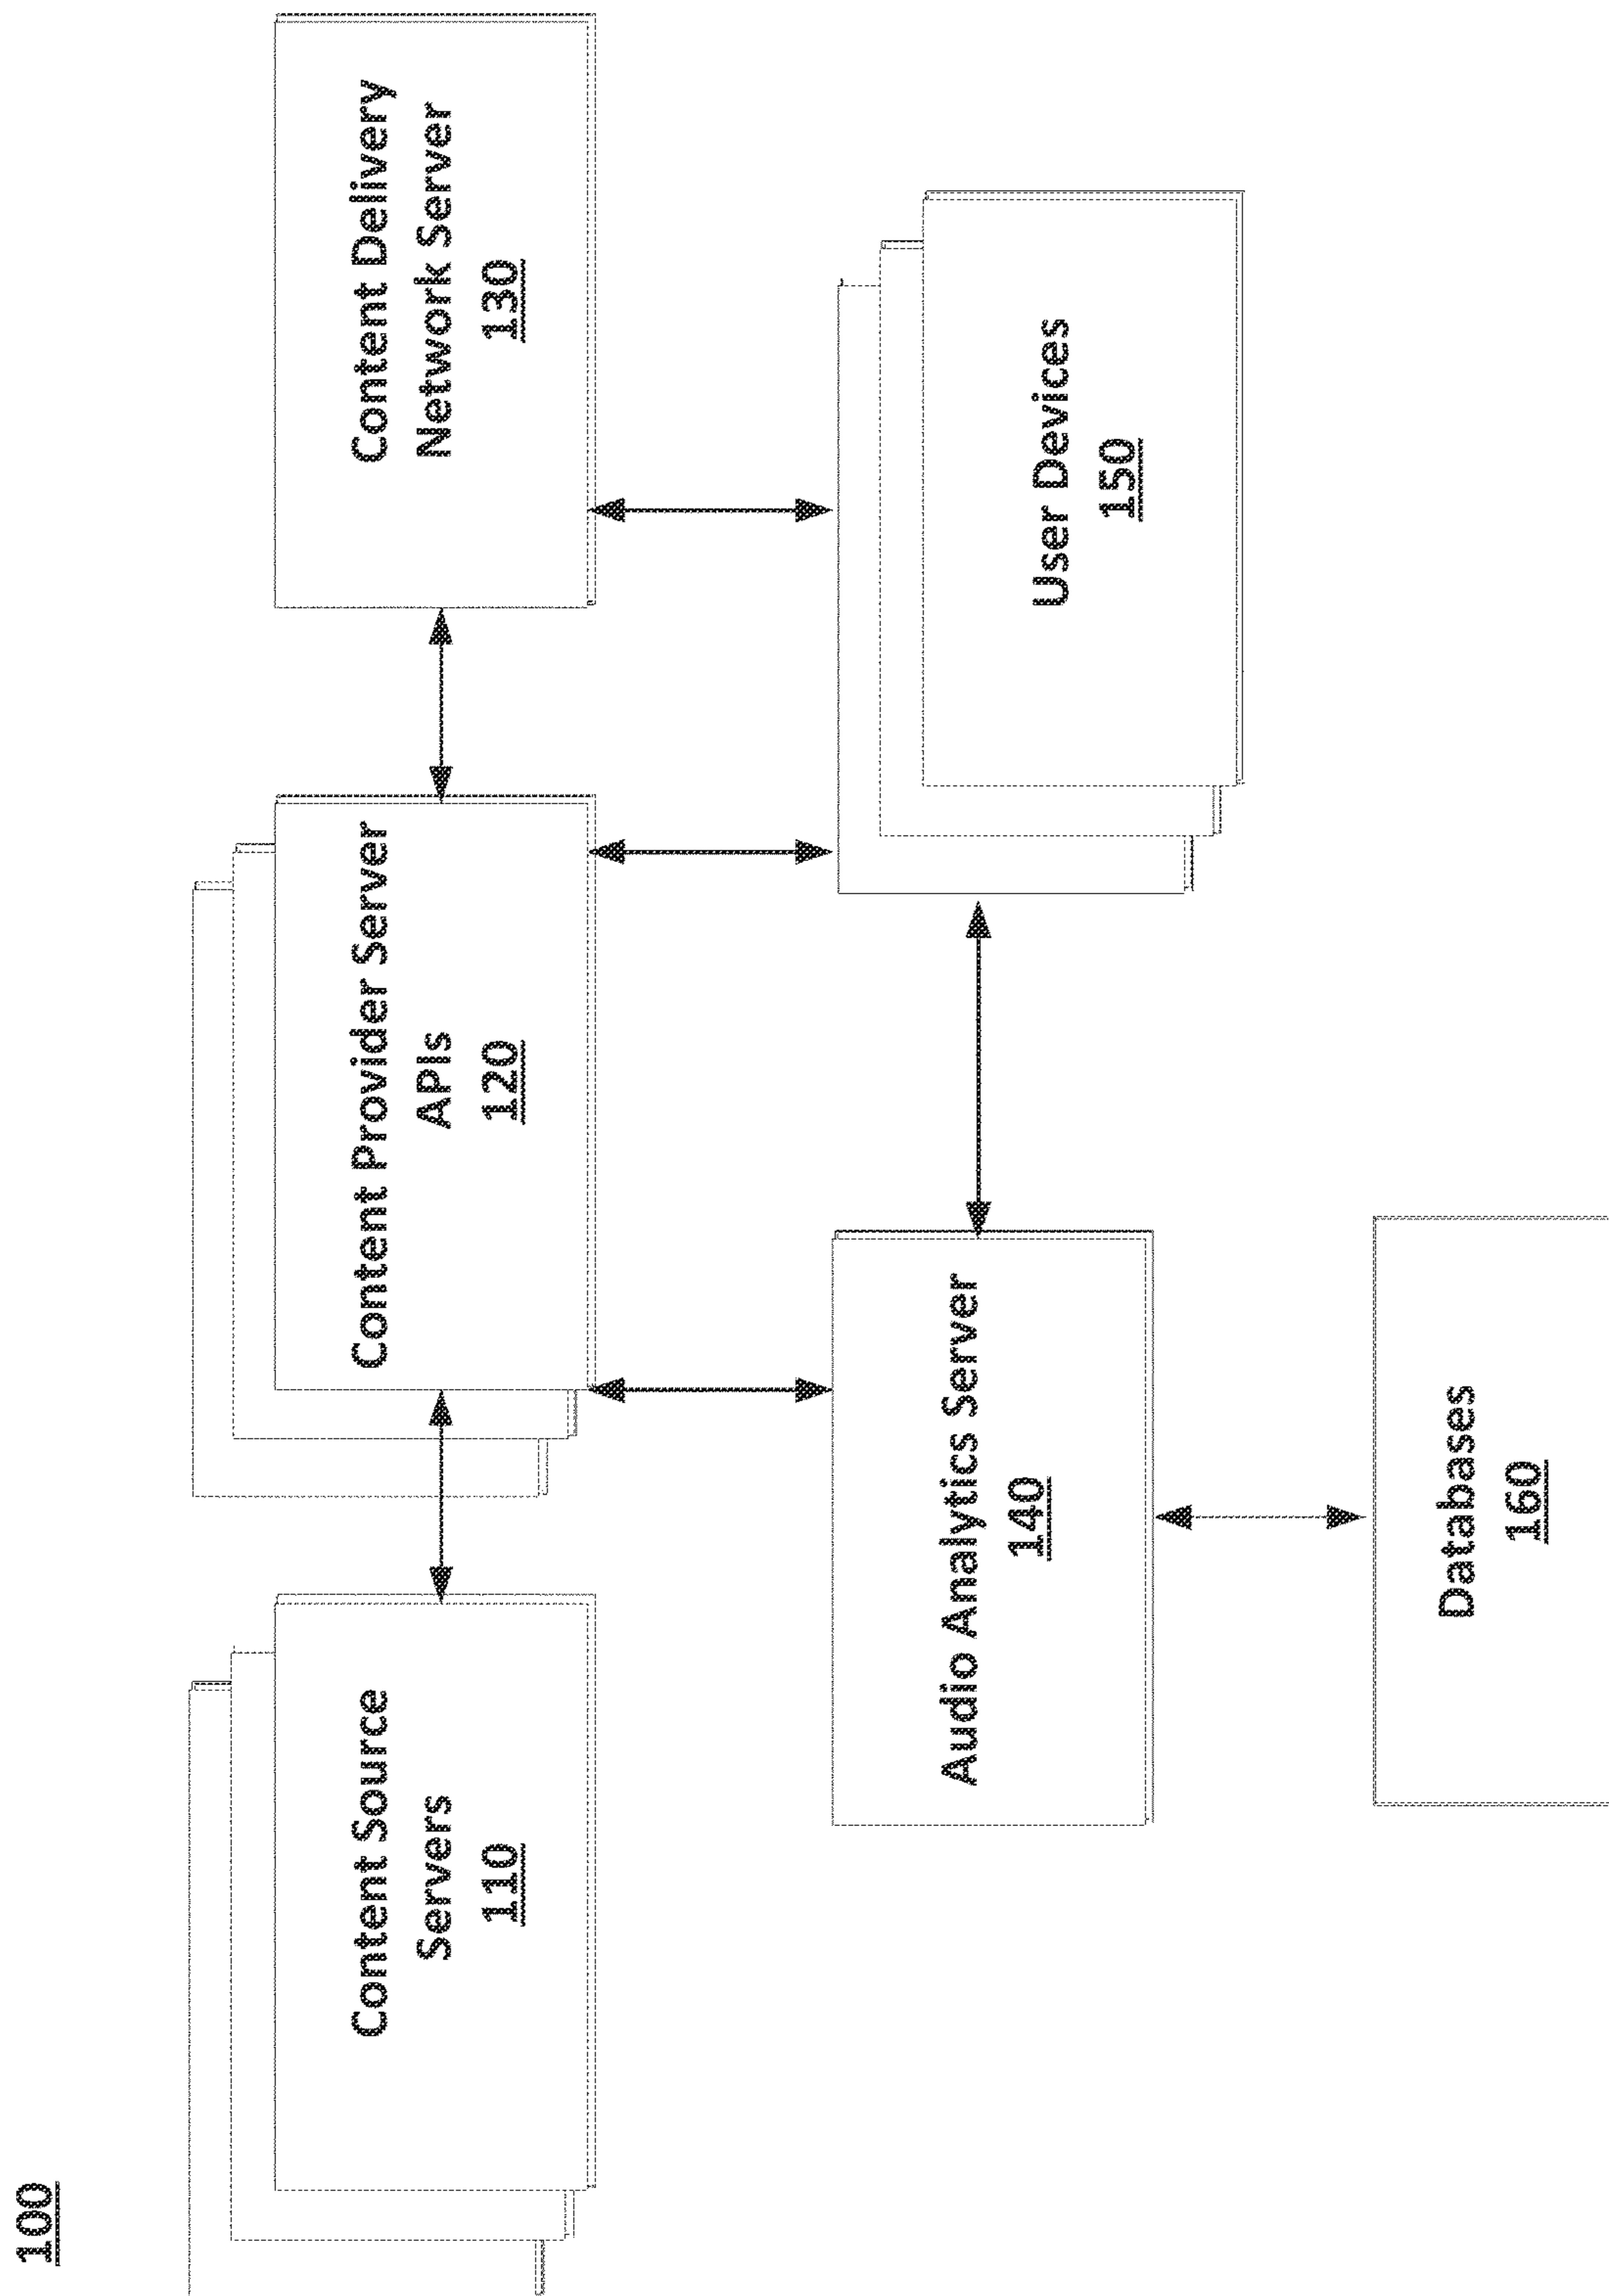 100
Content Source
Servers
110
Content Provider Server
APIs
120
Content Delivery
Network Server
130
Audio Analytics Server
140
User Devices
150
Databases
160